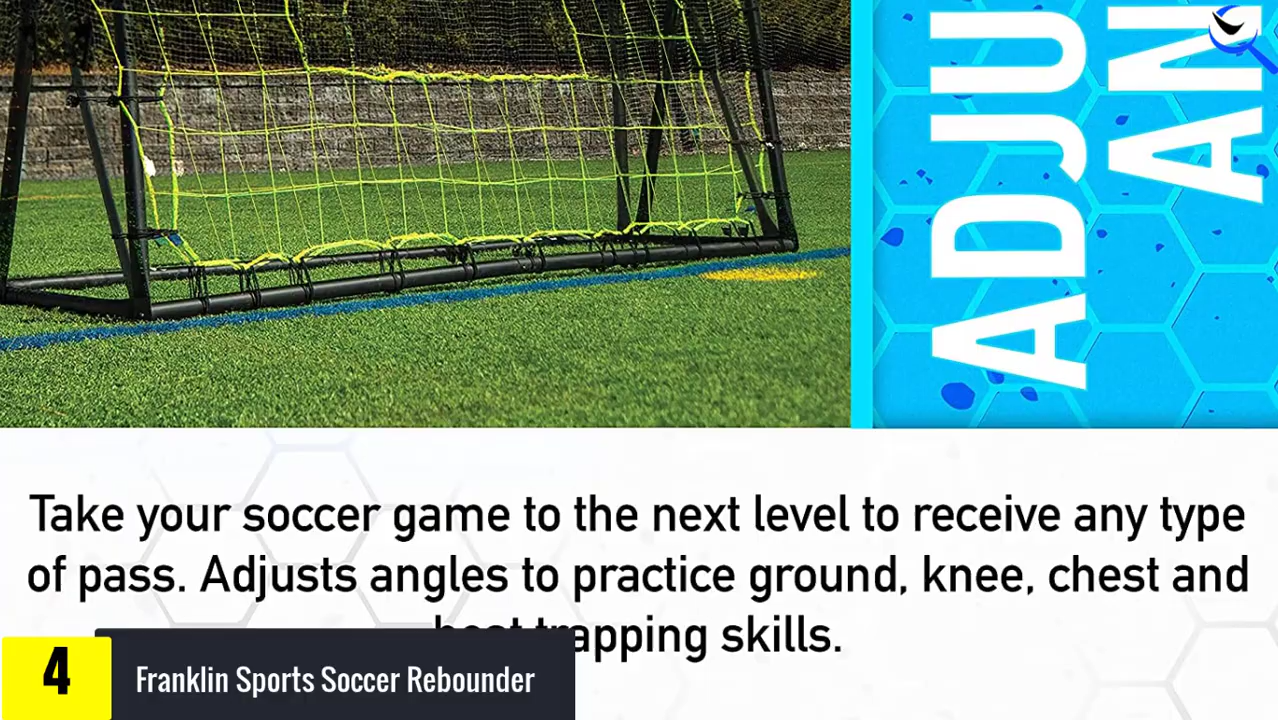 ADJU
AN
Take your soccer game to the next level to receive any type
of pass. Adjusts angles to practice ground, knee, chest and
trapping skills.
4
Franklin Sports Soccer Rebounder